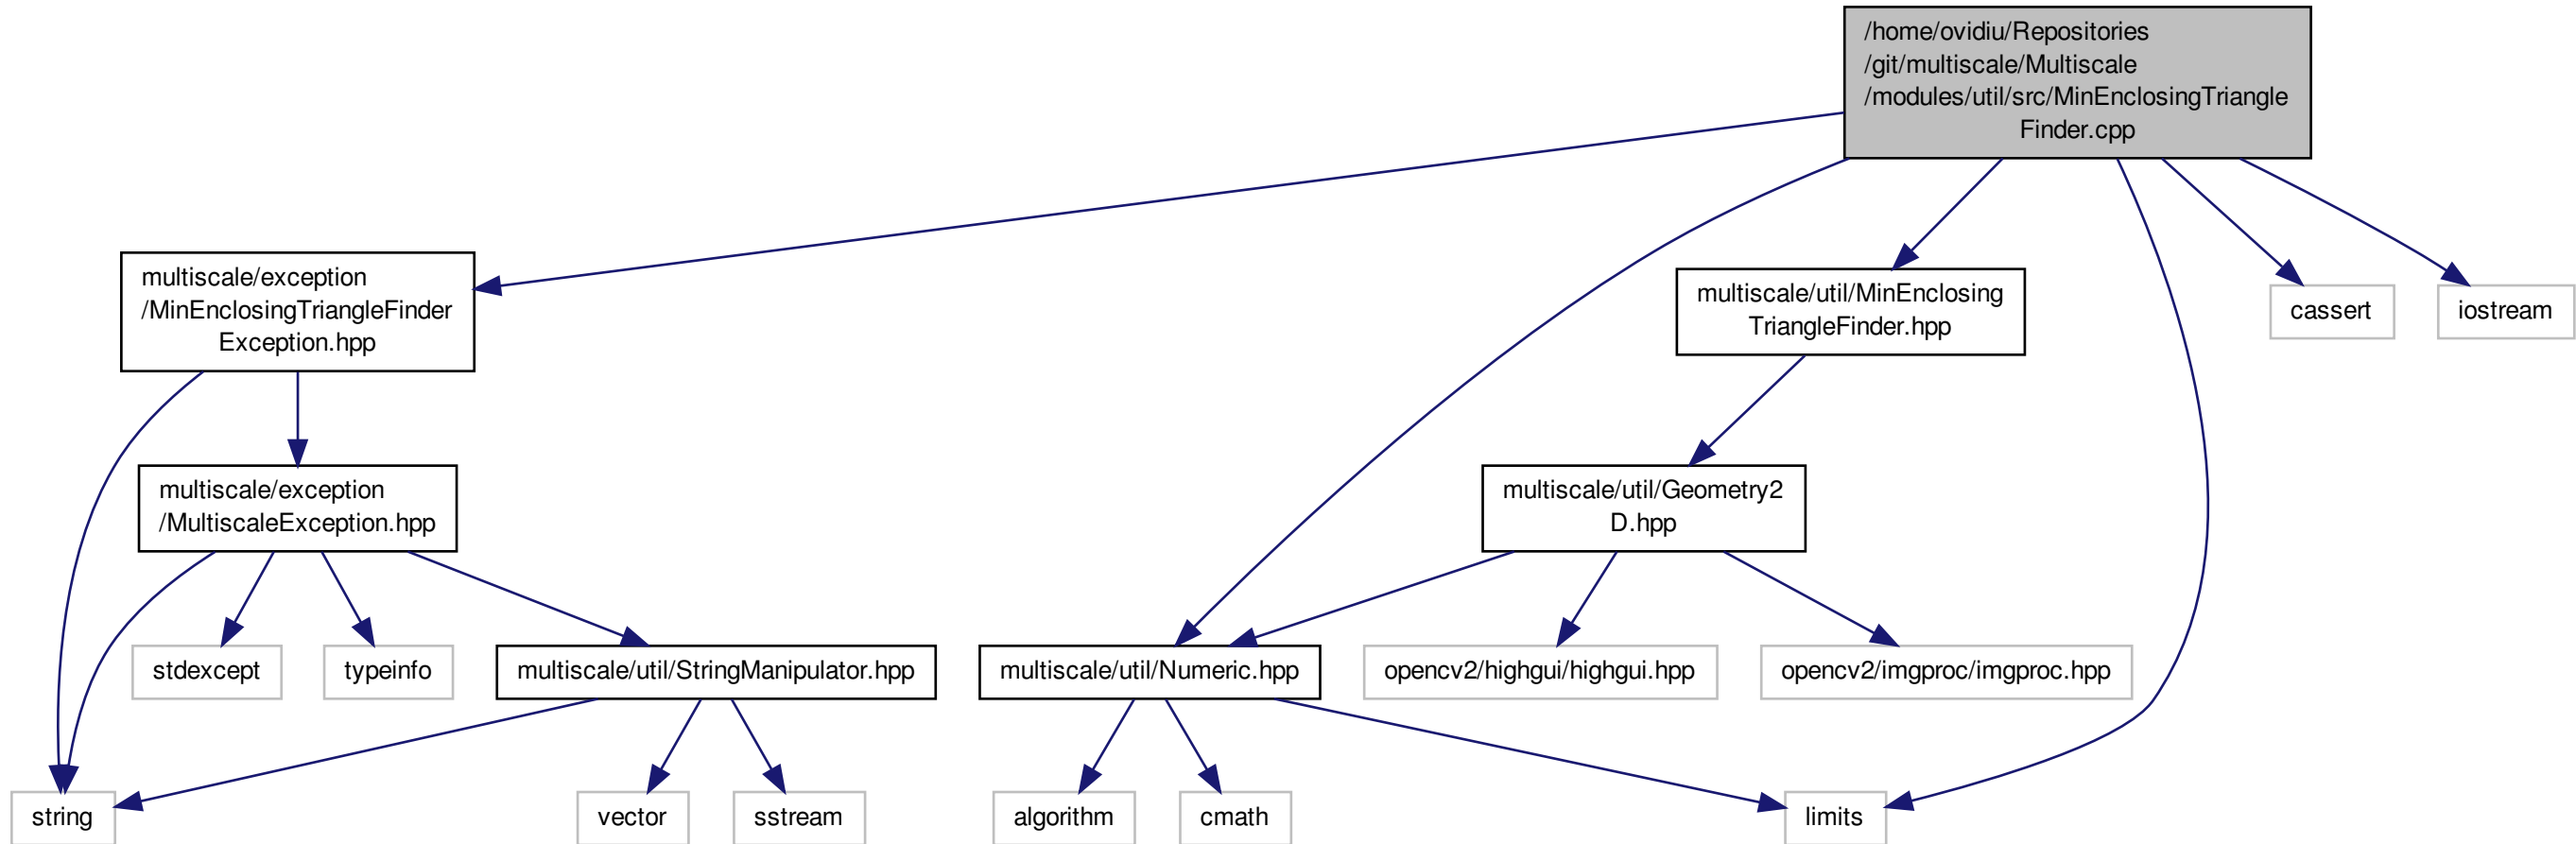 /home/ovidiu/Repositories
/git/multiscale/Multiscale
/modules/util/src/MinEnclosingTriangle
Finder.cpp
multiscale/exception
/MinEnclosingTriangleFinder
Exception.hpp
multiscale/util/MinEnclosing
TriangleFinder.hpp
cassert
iostream
multiscale/exception
/MultiscaleException.hpp
multiscale/util/Geometry2
D.hpp
stdexcept
typeinfo
multiscale/util/StringManipulator.hpp
multiscale/util/Numeric.hpp
opencv2/highgui/highgui.hpp
opencv2/imgproc/imgproc.hpp
string
vector
sstream
algorithm
cmath
limits